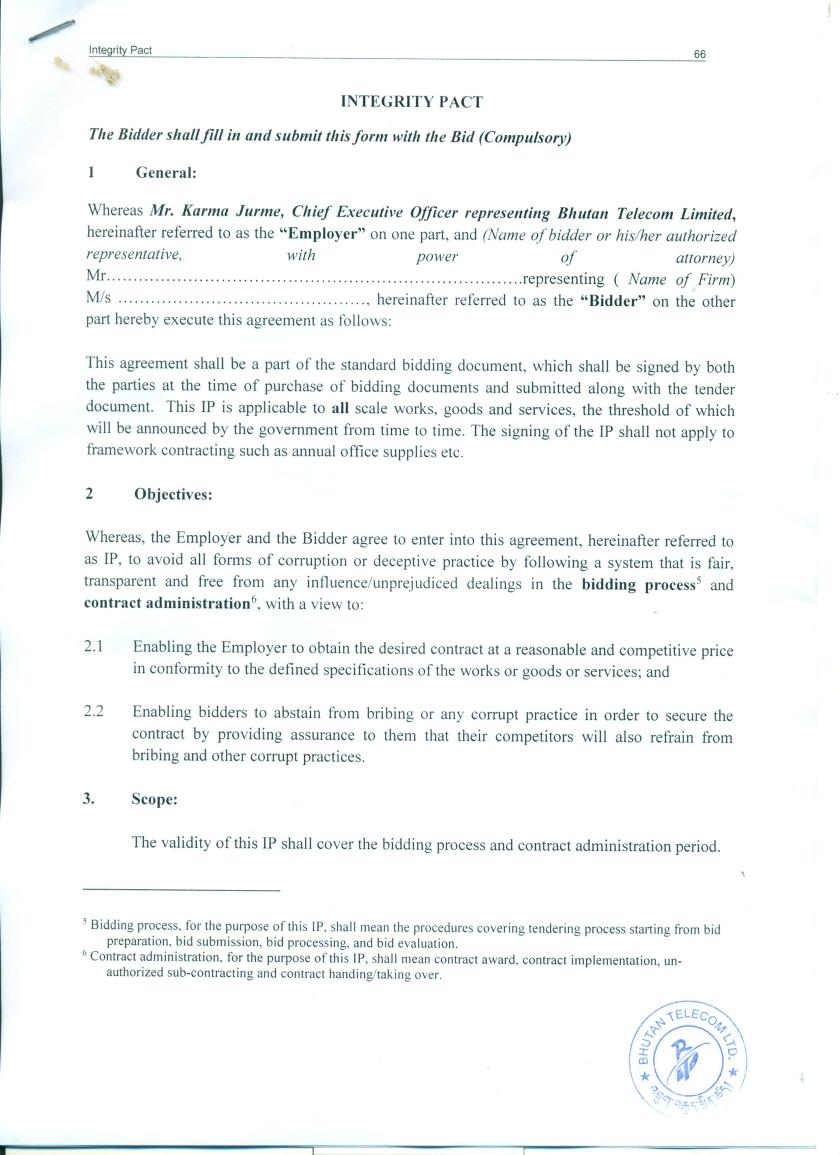 Integrity Pact 66
INTEGRITY PACT
The Bidder shall fill in and submit this form with the Bid (Compulsory)
1 General:
Whereas Mr. Karma Jurme, Chief Executive Officer representing Bhutan Telecom Limited,
hereinafter referred to as the “Employer” on one part, and (Name of bidder or his/her authorized
representative, with power of attorney)
Mr.........................................................................representing ( Name of Firm)
M/s ............................................, hereinafter referred to as the “Bidder” on the other
part hereby execute this agreement as follows:
This agreement shall be a part of the standard bidding document, which shall be signed by both
the parties at the time of purchase of bidding documents and submitted along with the tender
document. This IP is applicable to all scale works, goods and services, the threshold of which
will be announced by the government from time to time. The signing of the IP shall not apply to
framework contracting such as annual office supplies etc.
2 Objectives:
Whereas, the Employer and the Bidder agree to enter into this agreement, hereinafter referred to
as IP, to avoid all forms of corruption or deceptive practice by following a system that is fair,
transparent and free from any influence/unprejudiced dealings in the bidding process⁵ and
contract administration⁶, with a view to:
2.1 Enabling the Employer to obtain the desired contract at a reasonable and competitive price
in conformity to the defined specifications of the works or goods or services; and
2.2 Enabling bidders to abstain from bribing or any corrupt practice in order to secure the
contract by providing assurance to them that their competitors will also refrain from
bribing and other corrupt practices.
3. Scope:
The validity of this IP shall cover the bidding process and contract administration period.
⁵ Bidding process, for the purpose of this IP, shall mean the procedures covering tendering process starting from bid
preparation, bid submission, bid processing, and bid evaluation.
⁶ Contract administration, for the purpose of this IP, shall mean contract award, contract implementation, un-
authorized sub-contracting and contract handing/taking over.
BHUTAN TELECOM LTD.